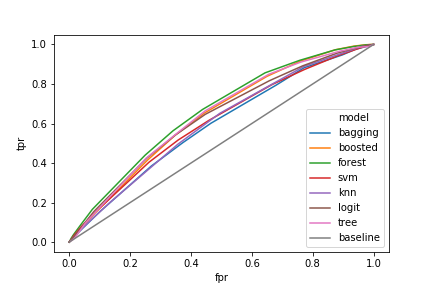 1.0
0.8
0.6
0.4
0.2
0.0
tpr
model
bagging
boosted
forest
svm
knn
logit
tree
baseline
0.0 0.2 0.4 0.6 0.8 1.0
fpr